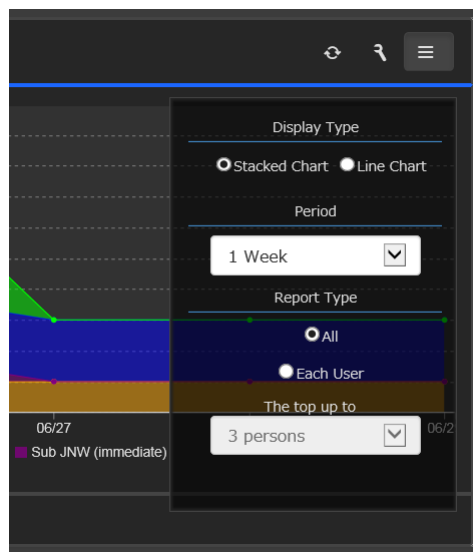 Display Type
Stacked Chart Line Chart
Period
1 Week
Report Type
All
Each User
The top up to
3 persons
06/27
Sub JNW (immediate)